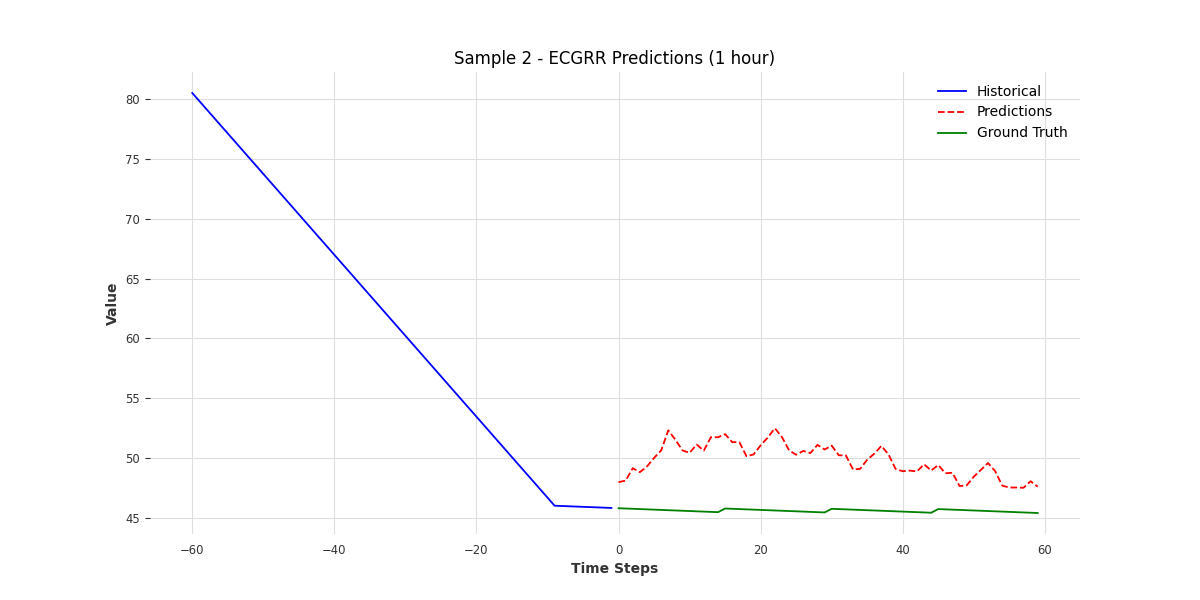 Sample 2 - ECGRR Predictions (1 hour)
Historical
Predictions
Ground Truth
80
75
70
65
60
55
50
45
Value
−60
−40
−20
0
20
40
60
Time Steps